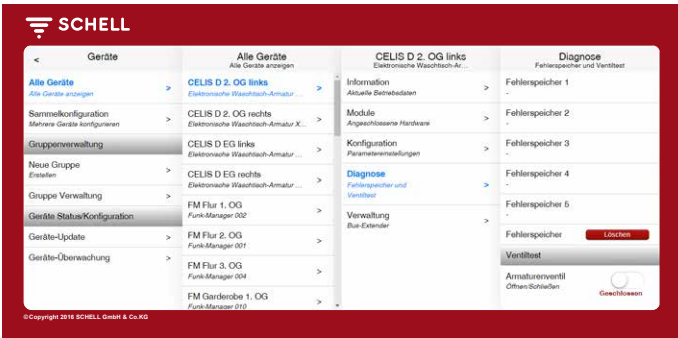 SCHELL
<
Geräte
Alle Geräte
Alle Geräte anzeigen
>
Sammelkonfiguration
Mehrere Geräte konfigurieren
>
Gruppenverwaltung
Neue Gruppe
Erstellen
>
Gruppe Verwaltung
>
Geräte Status/Konfiguration
Geräte-Update
>
Geräte-Überwachung
>
Alle Geräte
Alle Geräte anzeigen
CELIS D 2. OG links
Elektronische Waschtisch-Armatur ...
>
CELIS D 2. OG rechts
Elektronische Waschtisch-Armatur X...
>
CELIS D EG links
Elektronische Waschtisch-Armatur ...
>
CELIS D EG rechts
Elektronische Waschtisch-Armatur ...
>
FM Flur 1. OG
Funk-Manager 002
>
FM Flur 2. OG
Funk-Manager 001
>
FM Flur 3. OG
Funk-Manager 004
>
FM Garderobe 1. OG
Funk-Manager 010
>
CELIS D 2. OG links
Elektronische Waschtisch-Ar...
Information
Aktuelle Betriebsdaten
>
Module
Angeschlossene Hardware
>
Konfiguration
Parametereinstellungen
>
Diagnose
Fehlerspeicher und
Ventiltest
>
Verwaltung
Bus-Extender
>
Diagnose
Fehlerspeicher und Ventiltest
Fehlerspeicher 1
-
Fehlerspeicher 2
-
Fehlerspeicher 3
-
Fehlerspeicher 4
-
Fehlerspeicher 5
-
Fehlerspeicher
Löschen
Ventiltest
Armaturenventil
Öffnen/Schließen
Geschlossen
©Copyright 2016 SCHELL GmbH & Co.KG